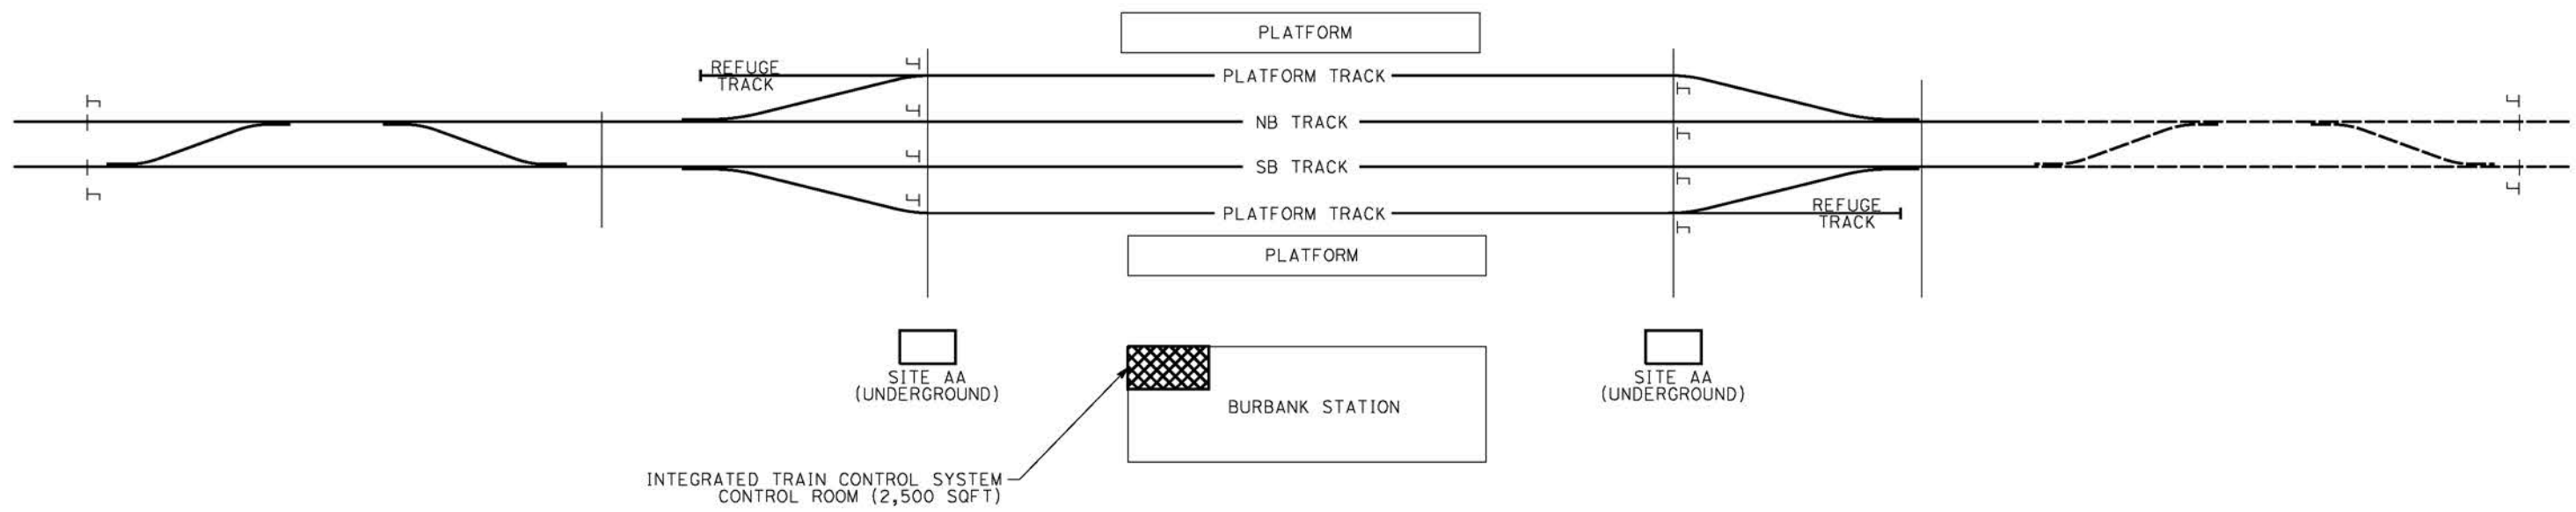 PLATFORM
REFUGE
TRACK
PLATFORM TRACK
NB TRACK
SB TRACK
PLATFORM TRACK
REFUGE
TRACK
PLATFORM
SITE AA
(UNDERGROUND)
SITE AA
(UNDERGROUND)
BURBANK STATION
INTEGRATED TRAIN CONTROL SYSTEM
CONTROL ROOM (2,500 SQFT)